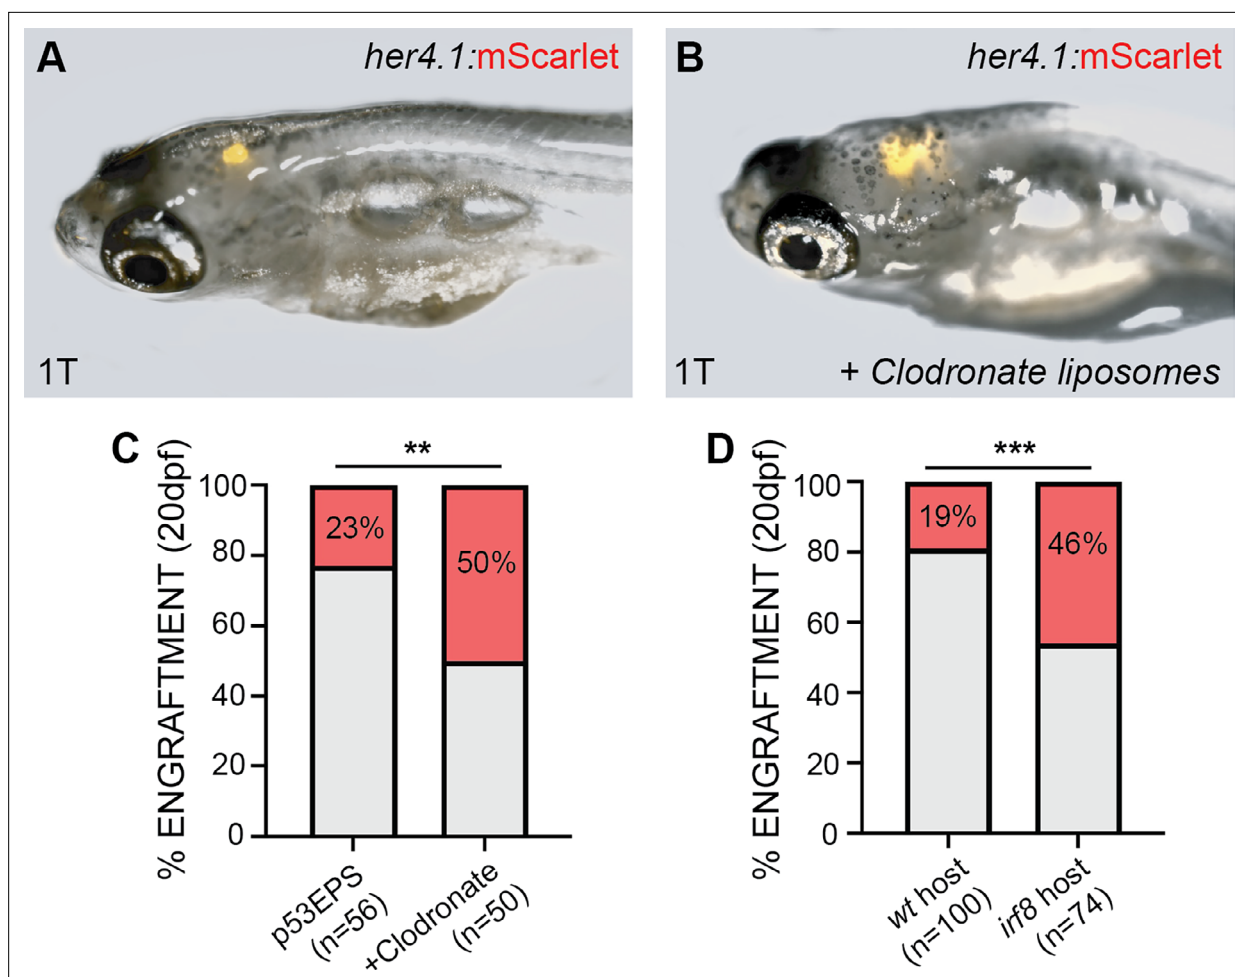 A
her4.1:mScarlet
1T
B
her4.1:mScarlet
1T
+ Clodronate liposomes
C
**
% ENGRAFTMENT (20dpf)
100
80
60
40
20
0
23%
50%
p53EPS
(n=56)
+Clodronate
(n=50)
D
***
% ENGRAFTMENT (20dpf)
100
80
60
40
20
0
19%
46%
wt host
(n=100)
irf8 host
(n=74)